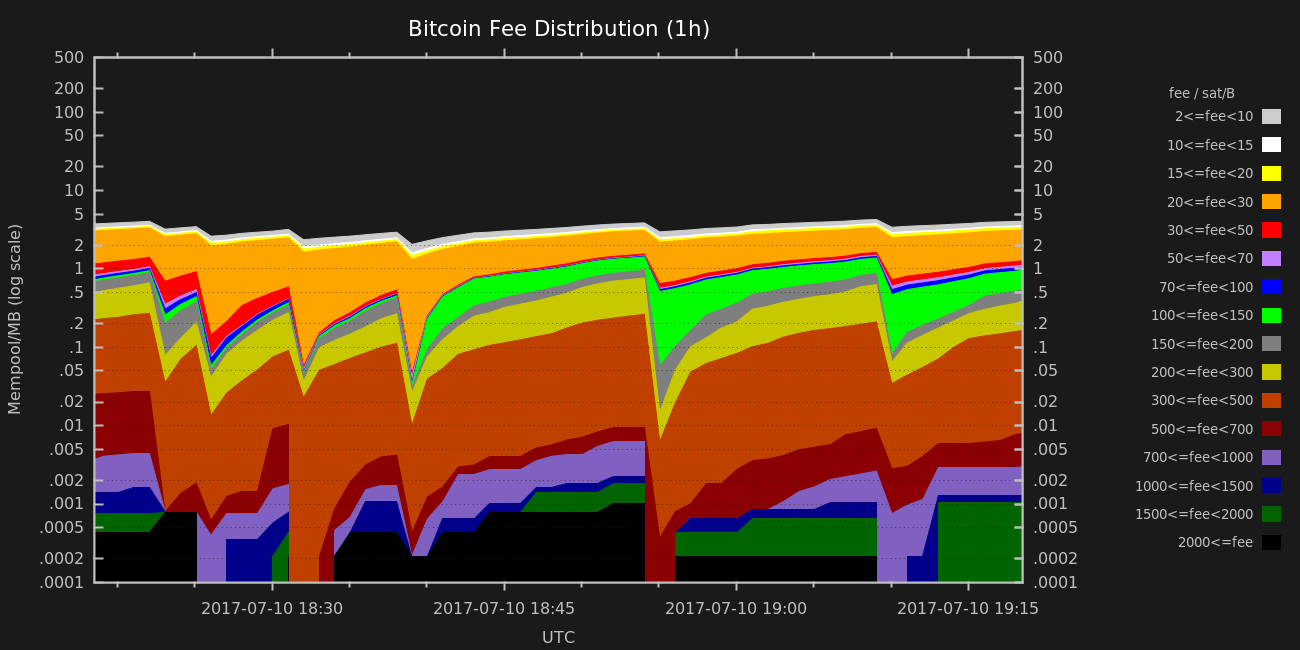 Bitcoin Fee Distribution (1h)
500 500
200 200
100 100
50 50
20 20
10 10
5 5
2 2
1 1
.5 .5
.2 .2
.1 .1
.05 .05
.02 .02
.01 .01
.005 .005
.002 .002
.001 .001
.0005 .0005
.0002 .0002
.0001 .0001
Mempool/MB (log scale)
2017-07-10 18:30 2017-07-10 18:45 2017-07-10 19:00 2017-07-10 19:15
UTC
fee / sat/B
2<=fee<10
10<=fee<15
15<=fee<20
20<=fee<30
30<=fee<50
50<=fee<70
70<=fee<100
100<=fee<150
150<=fee<200
200<=fee<300
300<=fee<500
500<=fee<700
700<=fee<1000
1000<=fee<1500
1500<=fee<2000
2000<=fee